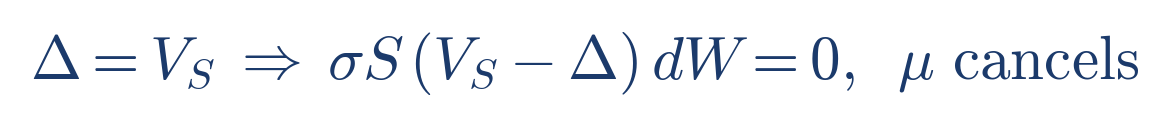 Δ = V_S ⇒ σS(V_S − Δ) dW = 0, μ cancels